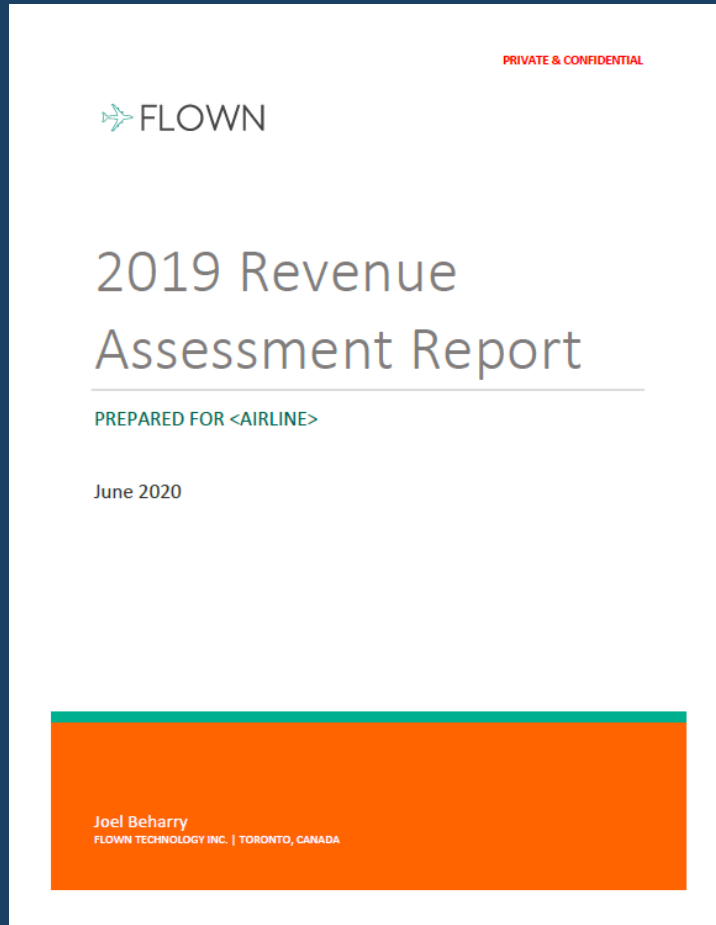 PRIVATE & CONFIDENTIAL
FLOWN
2019 Revenue
Assessment Report
PREPARED FOR <AIRLINE>
June 2020
Joel Beharry
FLOWN TECHNOLOGY INC. | TORONTO, CANADA